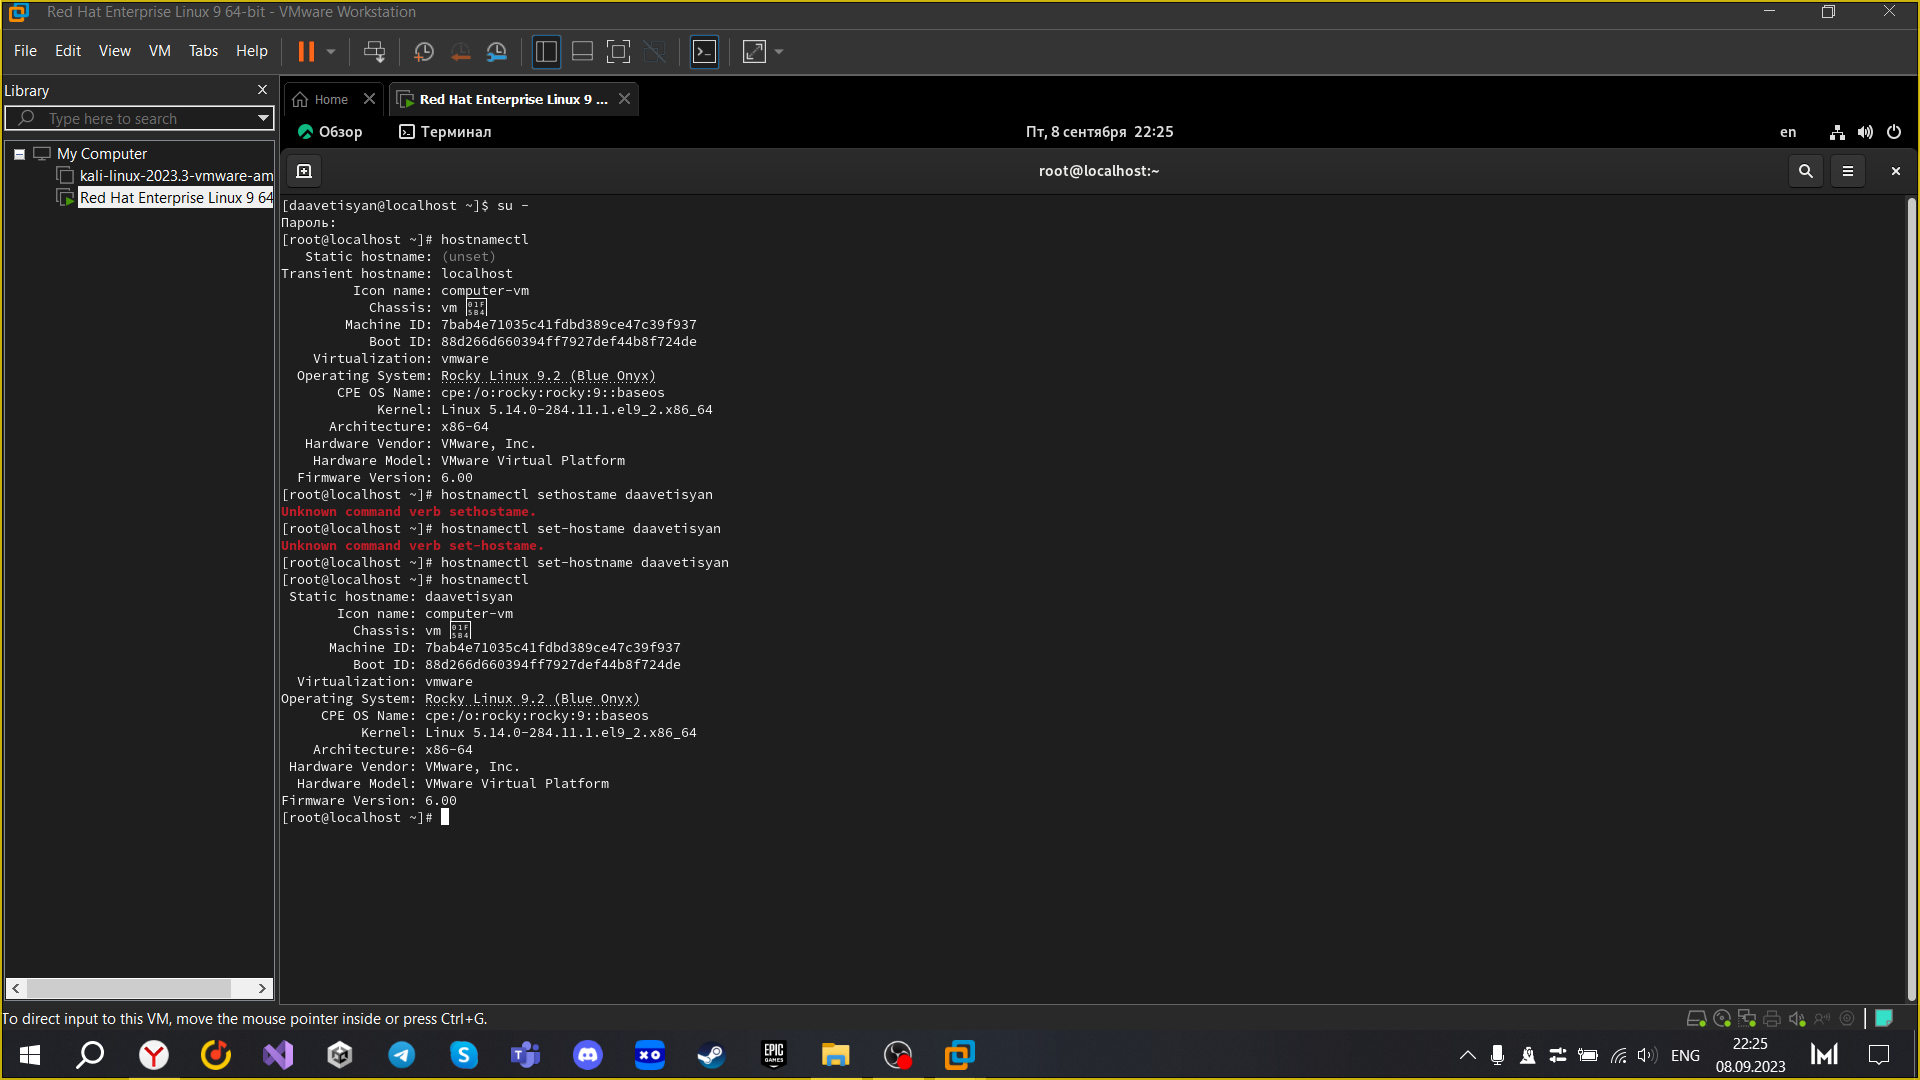 Red Hat Enterprise Linux 9 64-bit - VMware Workstation
File Edit View VM Tabs Help
Library
Type here to search
My Computer
kali-linux-2023.3-vmware-am
Red Hat Enterprise Linux 9 64
Home
Red Hat Enterprise Linux 9 ...
Обзор Терминал Пт, 8 сентября 22:25 en
root@localhost:~
[daavetisyan@localhost ~]$ su -
Пароль:
[root@localhost ~]# hostnamectl
Static hostname: (unset)
Transient hostname: localhost
Icon name: computer-vm
Chassis: vm
Machine ID: 7bab4e71035c41fdbd389ce47c39f937
Boot ID: 88d266d660394ff7927def44b8f724de
Virtualization: vmware
Operating System: Rocky Linux 9.2 (Blue Onyx)
CPE OS Name: cpe:/o:rocky:rocky:9::baseos
Kernel: Linux 5.14.0-284.11.1.el9_2.x86_64
Architecture: x86-64
Hardware Vendor: VMware, Inc.
Hardware Model: VMware Virtual Platform
Firmware Version: 6.00
[root@localhost ~]# hostnamectl sethostame daavetisyan
Unknown command verb sethostame.
[root@localhost ~]# hostnamectl set-hostame daavetisyan
Unknown command verb set-hostame.
[root@localhost ~]# hostnamectl set-hostname daavetisyan
[root@localhost ~]# hostnamectl
Static hostname: daavetisyan
Icon name: computer-vm
Chassis: vm
Machine ID: 7bab4e71035c41fdbd389ce47c39f937
Boot ID: 88d266d660394ff7927def44b8f724de
Virtualization: vmware
Operating System: Rocky Linux 9.2 (Blue Onyx)
CPE OS Name: cpe:/o:rocky:rocky:9::baseos
Kernel: Linux 5.14.0-284.11.1.el9_2.x86_64
Architecture: x86-64
Hardware Vendor: VMware, Inc.
Hardware Model: VMware Virtual Platform
Firmware Version: 6.00
[root@localhost ~]#
To direct input to this VM, move the mouse pointer inside or press Ctrl+G.
EPIC GAMES
ENG
22:25
08.09.2023